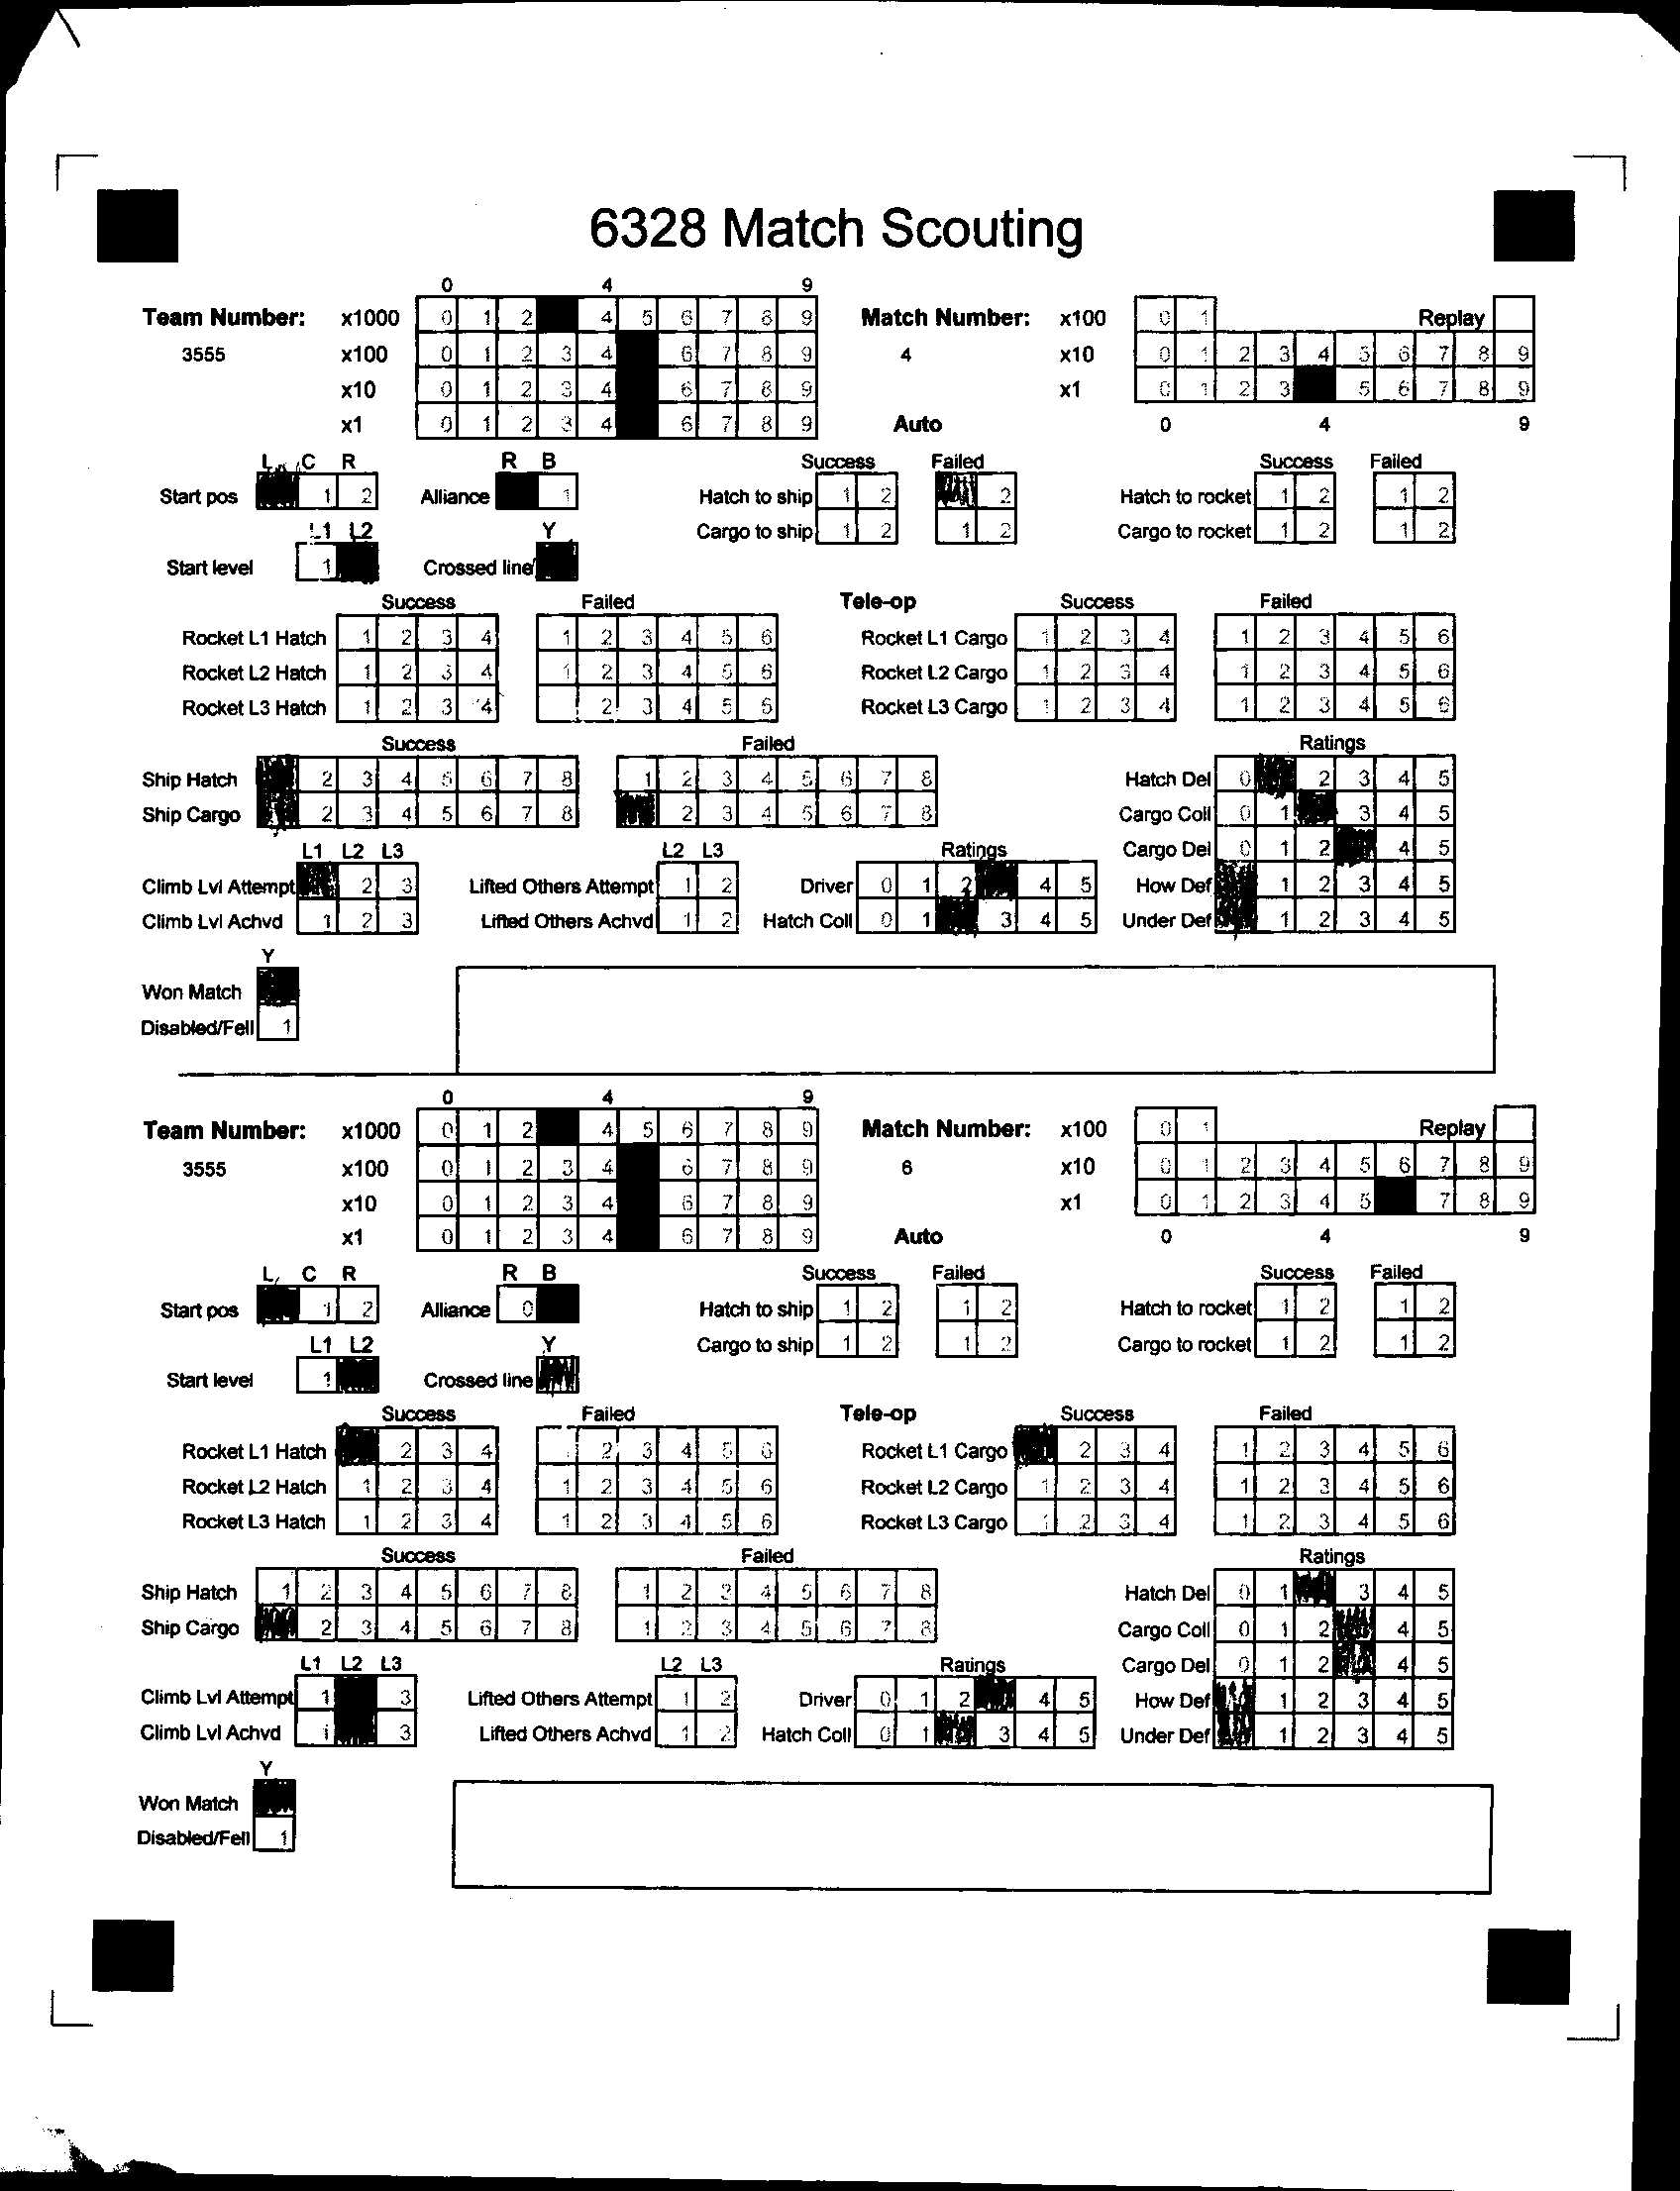 6328 Match Scouting
0 4 9
Team Number: x1000 0 1 2 4 5 6 7 8 9 Match Number: x100 0 1 Replay
3555 x100 0 1 2 3 4 6 7 8 9 4 x10 0 1 2 3 4 5 6 7 8 9
x10 0 1 2 3 4 6 7 8 9 x1 0 1 2 3 5 6 7 8 9
x1 0 1 2 3 4 6 7 8 9 Auto 0 4 9
L C R R B Success Failed Success Failed
Start pos 1 2 Alliance 1 Hatch to ship 1 2 2 Hatch to rocket 1 2 1 2
L1 L2 Y Cargo to ship 1 2 1 2 Cargo to rocket 1 2 1 2
Start level 1 Crossed line
Success Failed Tele-op Success Failed
Rocket L1 Hatch 1 2 3 4 1 2 3 4 5 6 Rocket L1 Cargo 1 2 3 4 1 2 3 4 5 6
Rocket L2 Hatch 1 2 3 4 1 2 3 4 5 6 Rocket L2 Cargo 1 2 3 4 1 2 3 4 5 6
Rocket L3 Hatch 1 2 3 4 2 3 4 5 6 Rocket L3 Cargo 1 2 3 4 1 2 3 4 5 6
Success Failed Ratings
Ship Hatch 2 3 4 5 6 7 8 1 2 3 4 5 6 7 8 Hatch Del 0 2 3 4 5
Ship Cargo 2 3 4 5 6 7 8 2 3 4 5 6 7 8 Cargo Coll 0 1 3 4 5
L1 L2 L3 L2 L3 Ratings Cargo Del 0 1 2 4 5
Climb Lvl Attempt 2 3 Lifted Others Attempt 1 2 Driver 0 1 2 4 5 How Def 1 2 3 4 5
Climb Lvl Achvd 1 2 3 Lifted Others Achvd 1 2 Hatch Coll 0 1 3 4 5 Under Def 1 2 3 4 5
Y
Won Match
Disabled/Fell 1
0 4 9
Team Number: x1000 0 1 2 4 5 6 7 8 9 Match Number: x100 0 1 Replay
3555 x100 0 1 2 3 4 6 7 8 9 6 x10 0 1 2 3 4 5 6 7 8 9
x10 0 1 2 3 4 6 7 8 9 x1 0 1 2 3 4 5 7 8 9
x1 0 1 2 3 4 6 7 8 9 Auto 0 4 9
L C R R B Success Failed Success Failed
Start pos 1 2 Alliance 0 Hatch to ship 1 2 1 2 Hatch to rocket 1 2 1 2
L1 L2 Y Cargo to ship 1 2 1 2 Cargo to rocket 1 2 1 2
Start level 1 Crossed line
Success Failed Tele-op Success Failed
Rocket L1 Hatch 2 3 4 1 2 3 4 5 6 Rocket L1 Cargo 2 3 4 1 2 3 4 5 6
Rocket L2 Hatch 1 2 3 4 1 2 3 4 5 6 Rocket L2 Cargo 1 2 3 4 1 2 3 4 5 6
Rocket L3 Hatch 1 2 3 4 1 2 3 4 5 6 Rocket L3 Cargo 1 2 3 4 1 2 3 4 5 6
Success Failed Ratings
Ship Hatch 1 2 3 4 5 6 7 8 1 2 3 4 5 6 7 8 Hatch Del 0 1 3 4 5
Ship Cargo 2 3 4 5 6 7 8 1 2 3 4 5 6 7 8 Cargo Coll 0 1 2 4 5
L1 L2 L3 L2 L3 Ratings Cargo Del 0 1 2 4 5
Climb Lvl Attempt 1 3 Lifted Others Attempt 1 2 Driver 0 1 2 4 5 How Def 1 2 3 4 5
Climb Lvl Achvd 1 3 Lifted Others Achvd 1 2 Hatch Coll 0 1 3 4 5 Under Def 1 2 3 4 5
Y
Won Match
Disabled/Fell 1